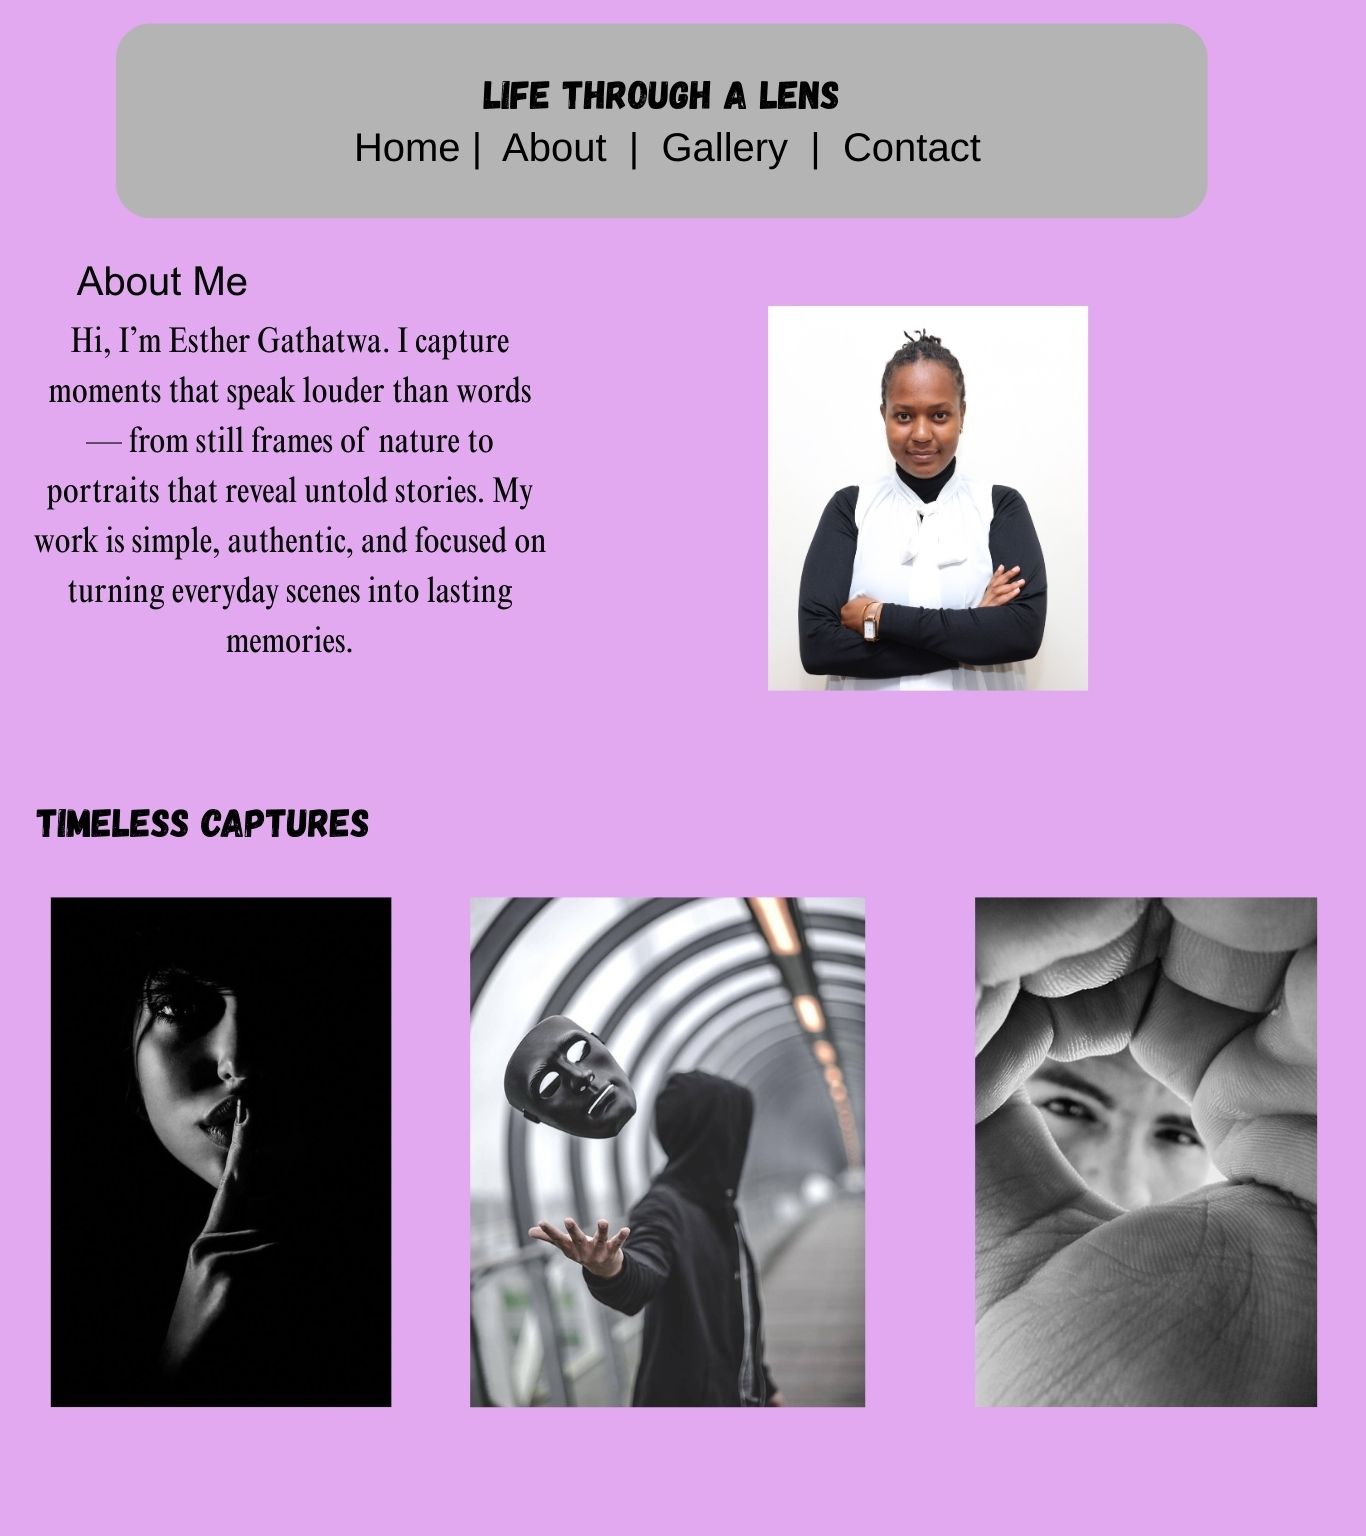 LIFE THROUGH A LENS
Home | About | Gallery | Contact
About Me
Hi, I’m Esther Gathatwa. I capture
moments that speak louder than words
— from still frames of nature to
portraits that reveal untold stories. My
work is simple, authentic, and focused on
turning everyday scenes into lasting
memories.
TIMELESS CAPTURES